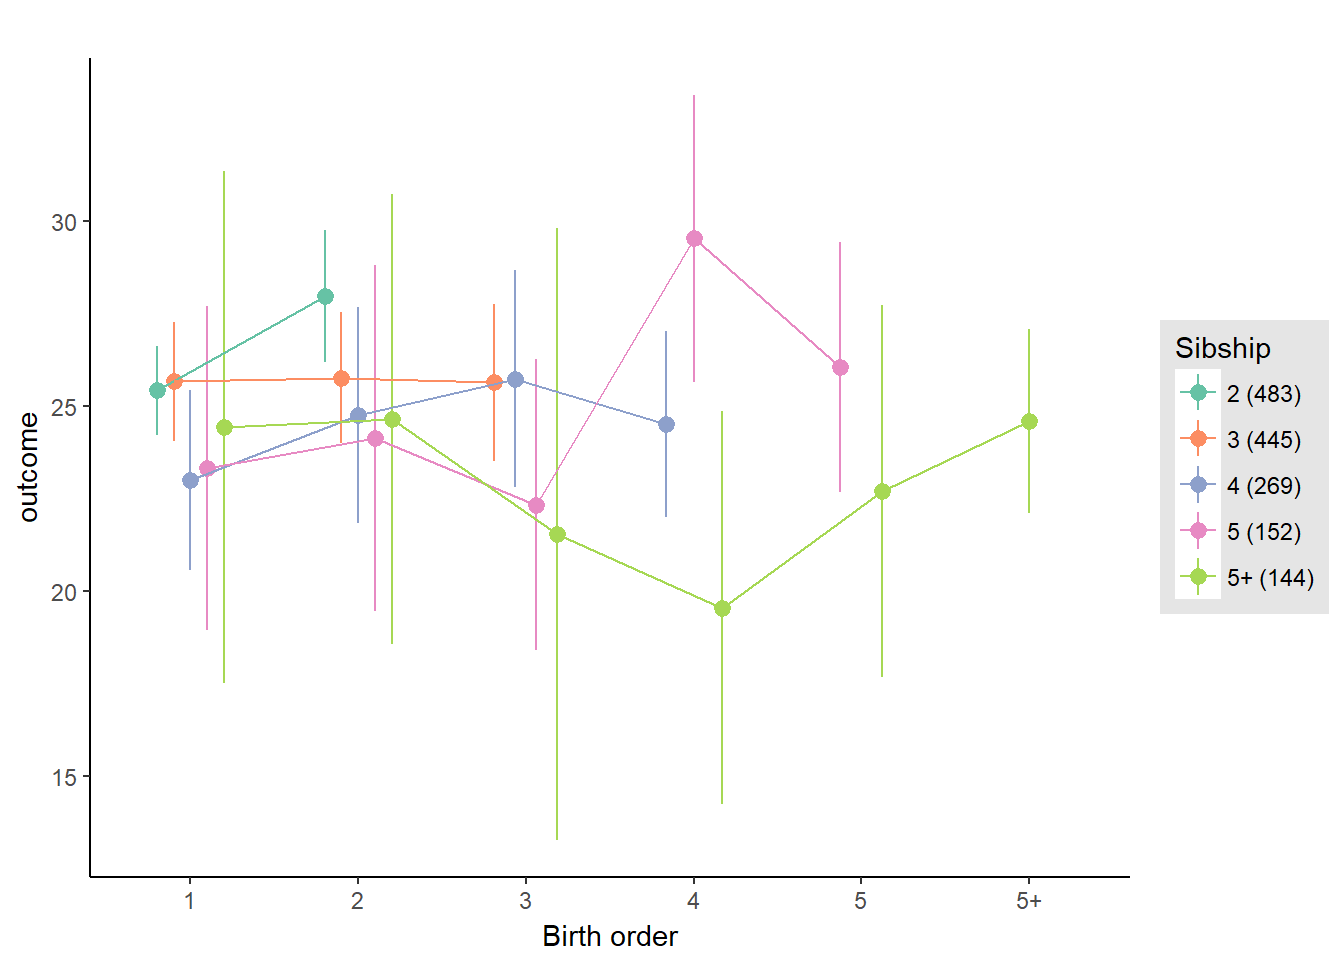 30
25
20
15
outcome
1 2 3 4 5 5+
Birth order
Sibship
2 (483)
3 (445)
4 (269)
5 (152)
5+ (144)